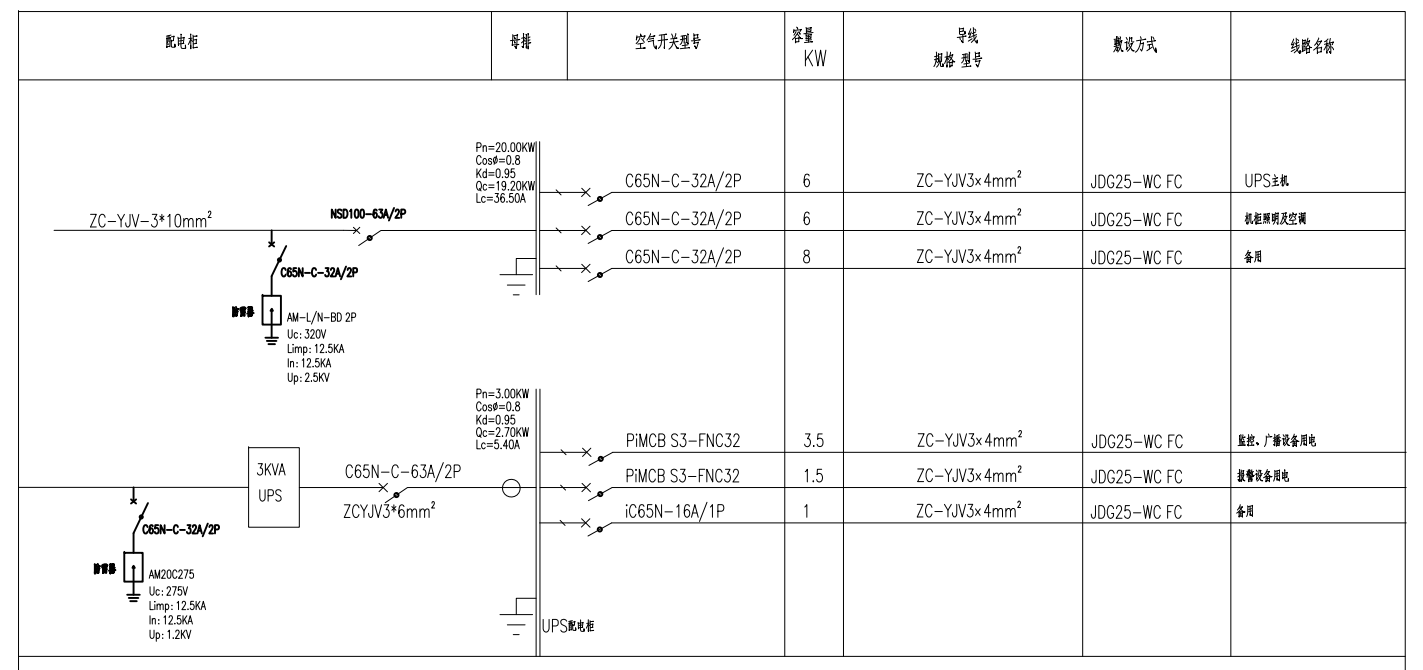 配电柜 母排 空气开关型号 容量 KW 导线 规格 型号 敷设方式 线路名称
Pn=20.00KW
Cosø=0.8
Kd=0.95
Qc=19.20KW
Lc=36.50A
C65N-C-32A/2P 6 ZC-YJV3×4mm² JDG25-WC FC UPS主机
ZC-YJV-3*10mm² NSD100-63A/2P C65N-C-32A/2P 6 ZC-YJV3×4mm² JDG25-WC FC 机柜照明及空调
C65N-C-32A/2P 8 ZC-YJV3×4mm² JDG25-WC FC 备用
C65N-C-32A/2P
防雷器 AM-L/N-BD 2P
Uc: 320V
Limp: 12.5KA
In: 12.5KA
Up: 2.5KV
Pn=3.00KW
Cosø=0.8
Kd=0.95
Qc=2.70KW
Lc=5.40A
PiMCB S3-FNC32 3.5 ZC-YJV3×4mm² JDG25-WC FC 监控、广播设备用电
3KVA
UPS
C65N-C-63A/2P
ZCYJV3*6mm²
PiMCB S3-FNC32 1.5 ZC-YJV3×4mm² JDG25-WC FC 报警设备用电
iC65N-16A/1P 1 ZC-YJV3×4mm² JDG25-WC FC 备用
C65N-C-32A/2P
防雷器 AM20C275
Uc: 275V
Limp: 12.5KA
In: 12.5KA
Up: 1.2KV
UPS配电柜